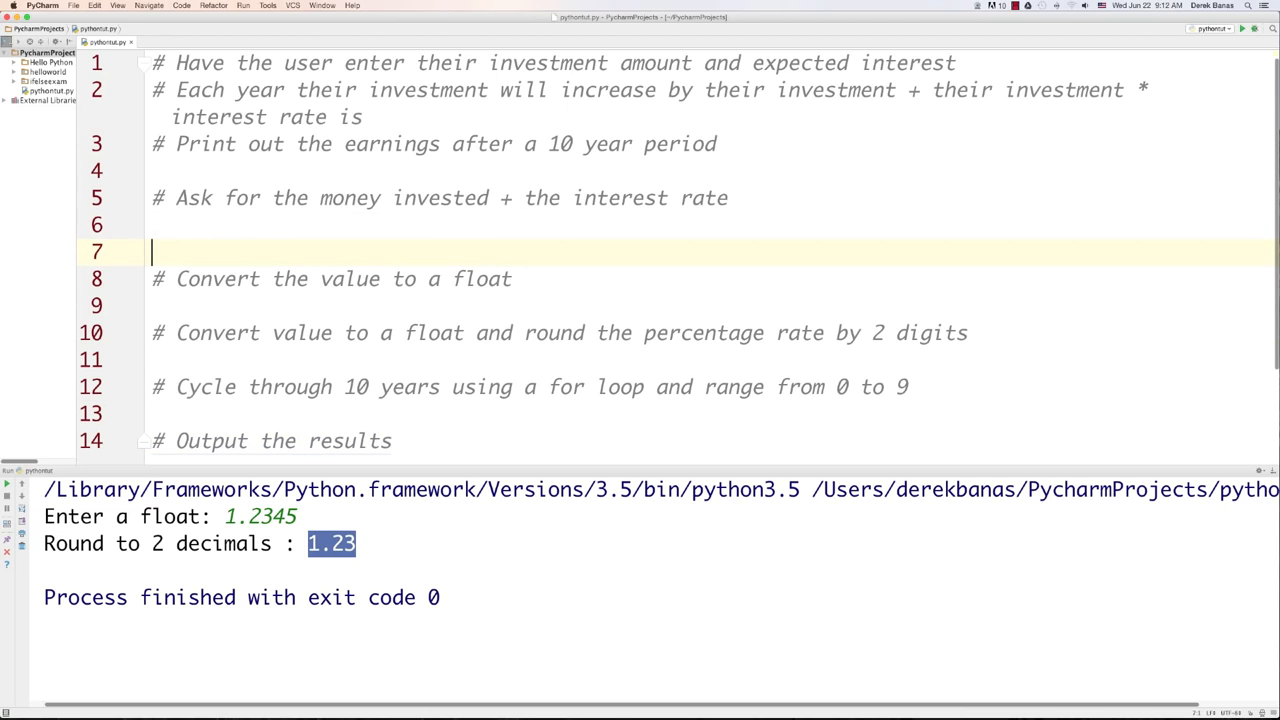 PyCharm File Edit View Navigate Code Refactor Run Tools VCS Window Help
10 Wed Jun 22 9:12 AM Derek Banas
pythontut.py - PycharmProjects - [~/PycharmProjects]
PycharmProjects pythontut.py
pythontut
pythontut.py ×
PycharmProject
Hello Python
helloworld
ifelseexam
pythontut.py
External Librarie
1 # Have the user enter their investment amount and expected interest
2 # Each year their investment will increase by their investment + their investment *
interest rate is
3 # Print out the earnings after a 10 year period
4
5 # Ask for the money invested + the interest rate
6
7
8 # Convert the value to a float
9
10 # Convert value to a float and round the percentage rate by 2 digits
11
12 # Cycle through 10 years using a for loop and range from 0 to 9
13
14 # Output the results
Run pythontut
/Library/Frameworks/Python.framework/Versions/3.5/bin/python3.5 /Users/derekbanas/PycharmProjects/pytho
Enter a float: 1.2345
Round to 2 decimals : 1.23
Process finished with exit code 0
7:1 LF÷ UTF-8÷